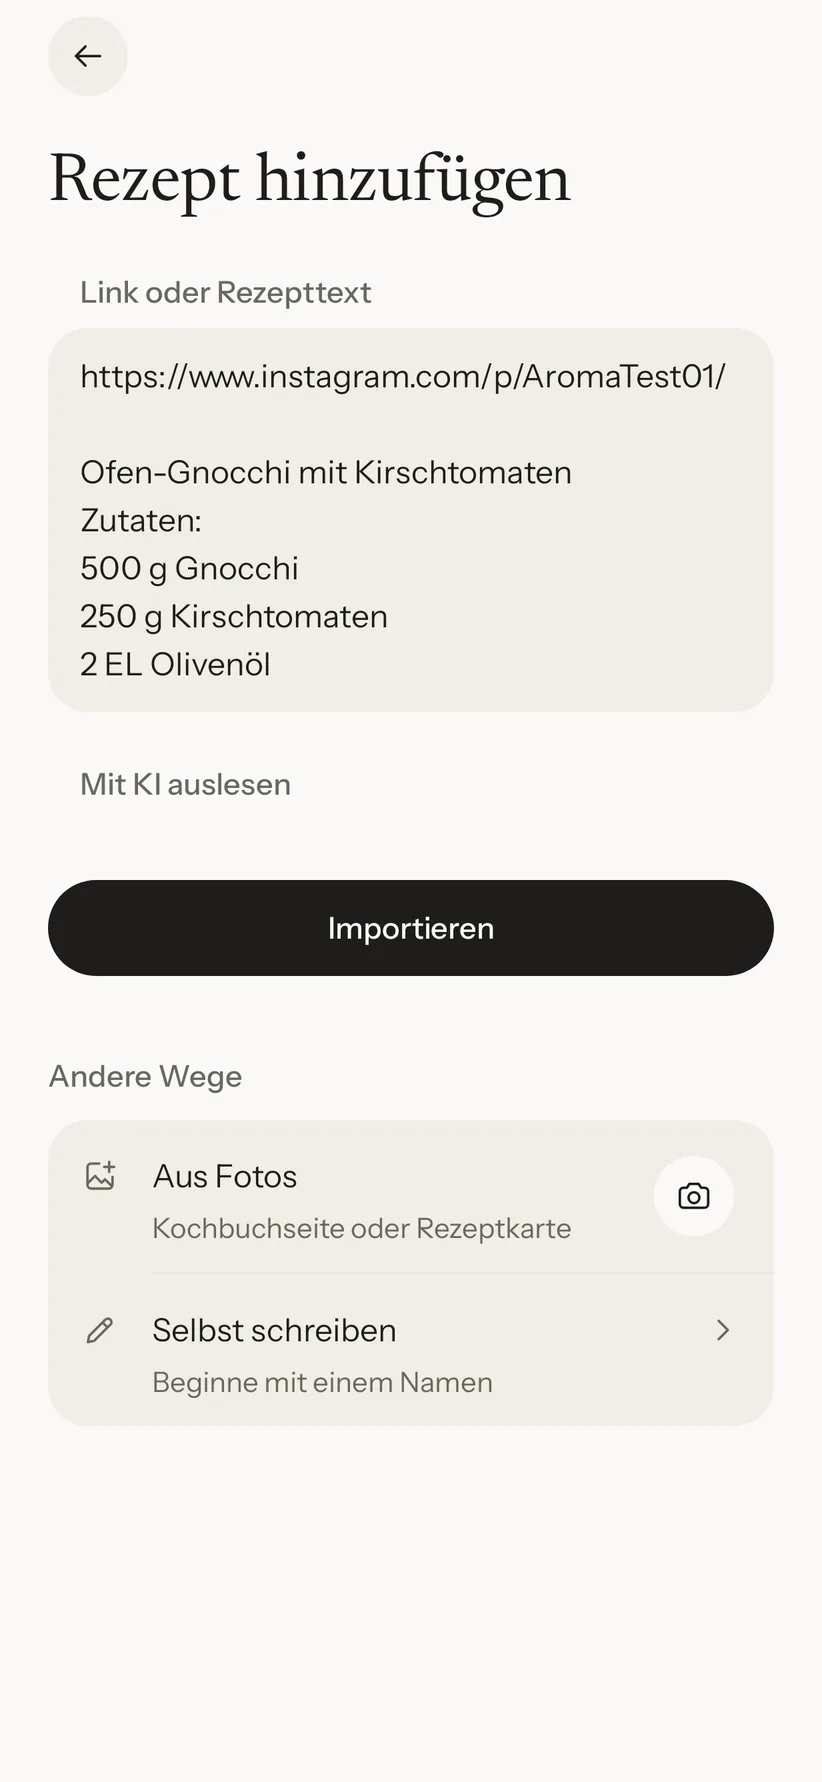 Rezept hinzufügen
Link oder Rezepttext
https://www.instagram.com/p/AromaTest01/
Ofen-Gnocchi mit Kirschtomaten
Zutaten:
500 g Gnocchi
250 g Kirschtomaten
2 EL Olivenöl
Mit KI auslesen
Importieren
Andere Wege
Aus Fotos
Kochbuchseite oder Rezeptkarte
Selbst schreiben
Beginne mit einem Namen